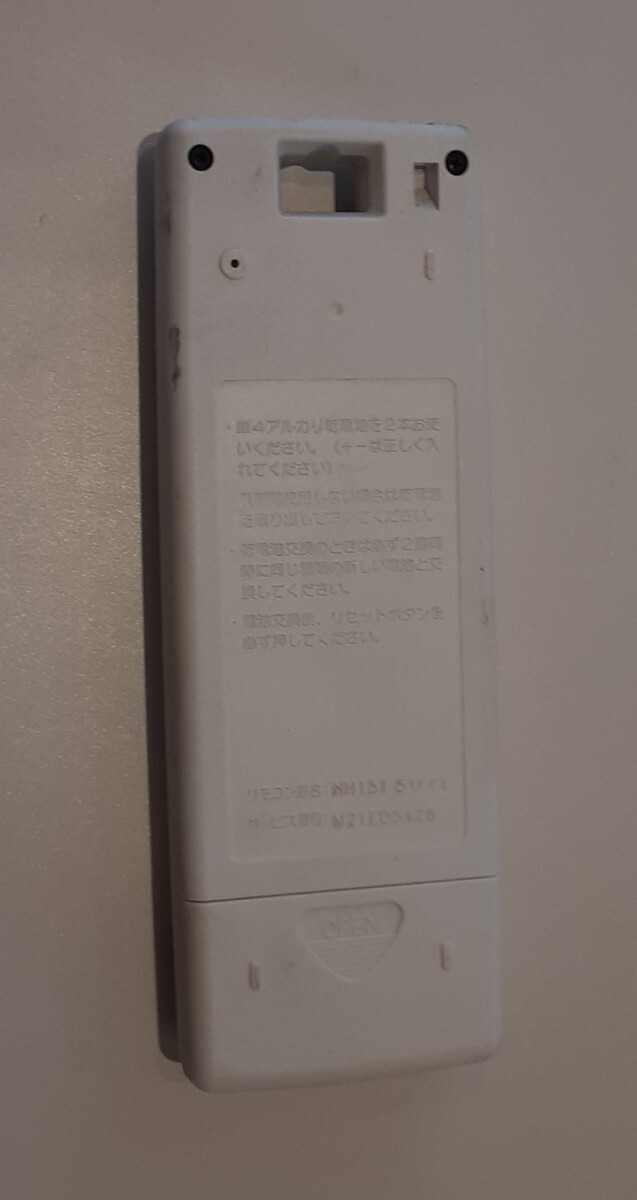 ・単4アルカリ乾電池を2本お使
いください。(+-は正しく入
れてください)
長期間使用しない場合は乾電池
を取り出しておいてください。
・乾電池交換のときは必ず2個同
時に同じ種類の新しい電池と交
換してください。
・電池交換後、リセットボタンを
必ず押してください。
リモコン形名:
サービス形名:
OPEN